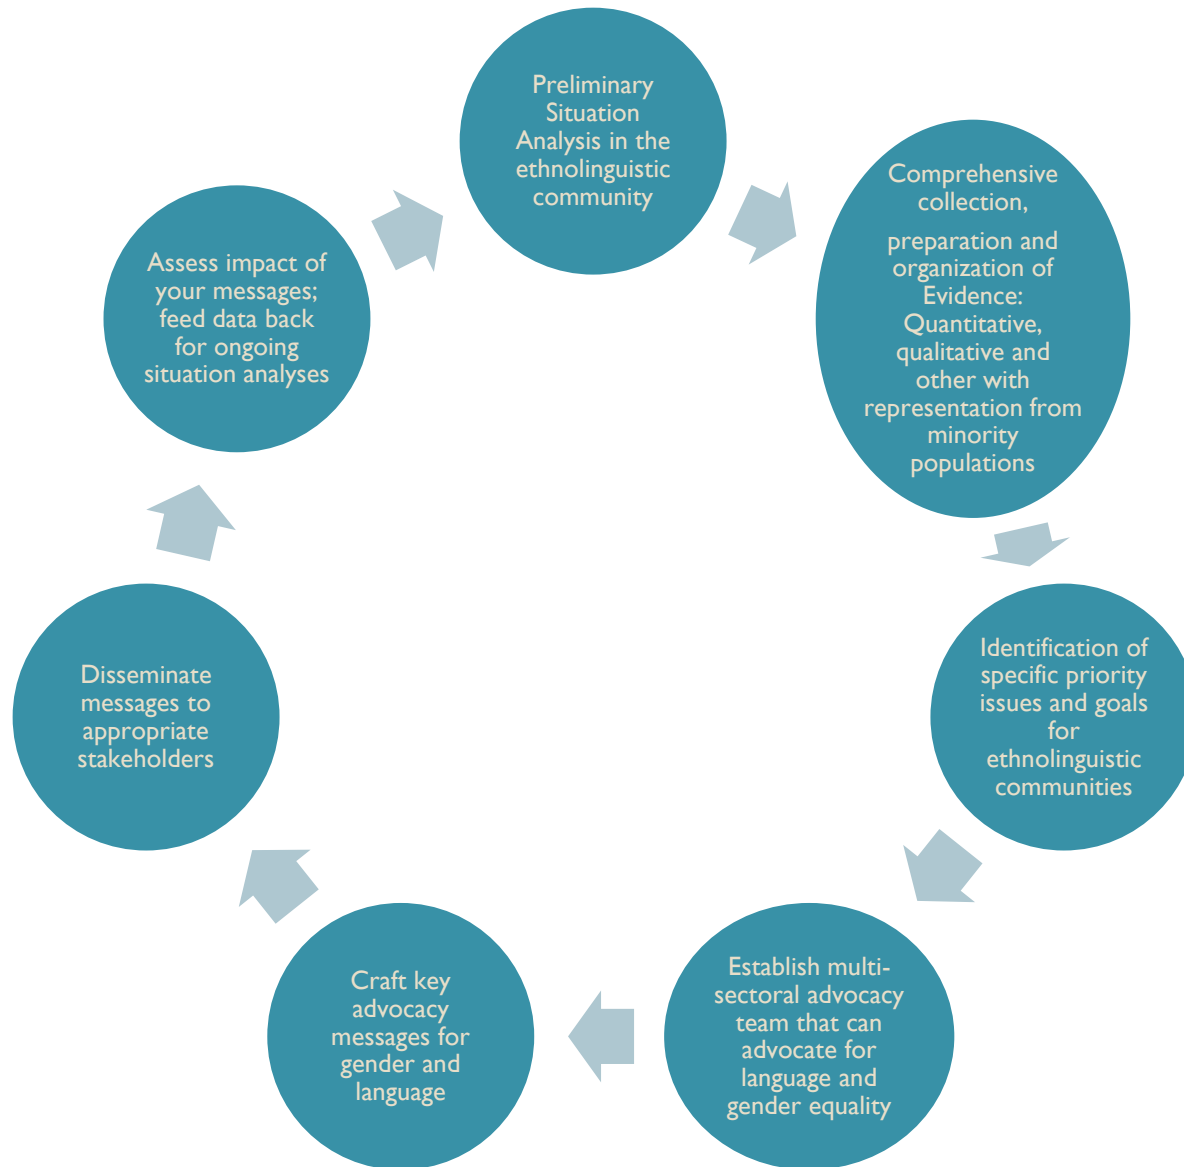 Preliminary
Situation
Analysis in the
ethnolinguistic
community
Comprehensive
collection,
preparation and
organization of
Evidence:
Quantitative,
qualitative and
other with
representation from
minority
populations
Identification of
specific priority
issues and goals
for
ethnolinguistic
communities
Establish multi-
sectoral advocacy
team that can
advocate for
language and
gender equality
Craft key
advocacy
messages for
gender and
language
Disseminate
messages to
appropriate
stakeholders
Assess impact of
your messages;
feed data back
for ongoing
situation analyses